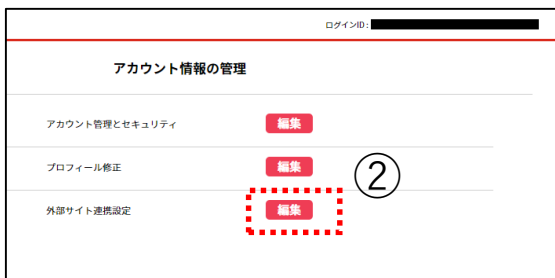 ログインID:
アカウント情報の管理
アカウント管理とセキュリティ 編集
プロフィール修正 編集
②
外部サイト連携設定 編集